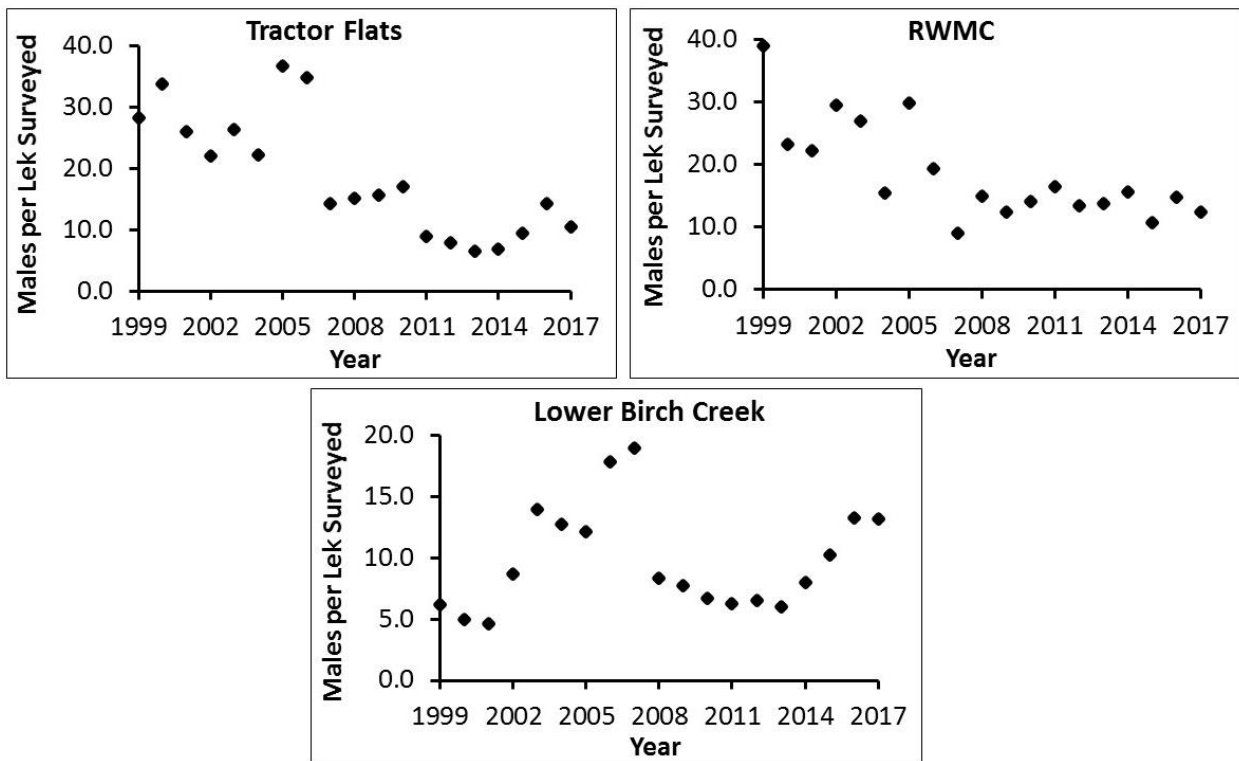 Tractor Flats
Males per Lek Surveyed
40.0
30.0
20.0
10.0
0.0
1999 2002 2005 2008 2011 2014 2017
Year
RWMC
Males per Lek Surveyed
40.0
30.0
20.0
10.0
0.0
1999 2002 2005 2008 2011 2014 2017
Year
Lower Birch Creek
Males per Lek Surveyed
20.0
15.0
10.0
5.0
0.0
1999 2002 2005 2008 2011 2014 2017
Year